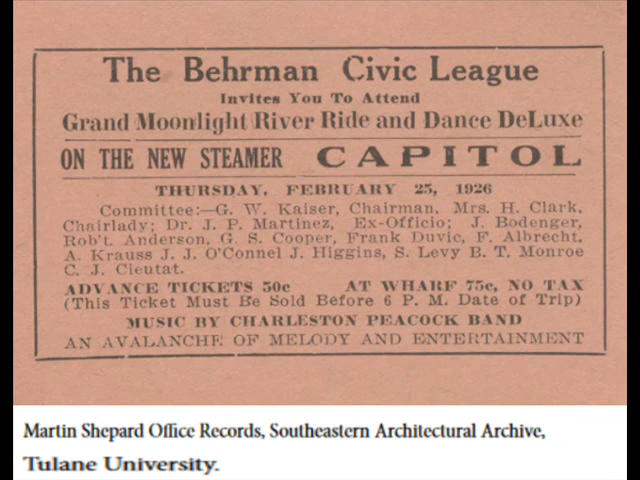 The Behrman Civic League
Invites You To Attend
Grand Moonlight River Ride and Dance DeLuxe
ON THE NEW STEAMER CAPITOL
THURSDAY, FEBRUARY 25, 1926
Committee:—G. W. Kaiser, Chairman, Mrs. H. Clark,
Chairlady; Dr. J. P. Martinez, Ex-Officio; J. Bodenger,
Rob't. Anderson, G. S. Cooper, Frank Duvic, F. Albrecht,
A. Krauss J. J. O'Connel J. Higgins, S. Levy B. T. Monroe
C. J. Cieutat.
ADVANCE TICKETS 50c AT WHARF 75c, NO TAX
(This Ticket Must Be Sold Before 6 P. M. Date of Trip)
MUSIC BY CHARLESTON PEACOCK BAND
AN AVALANCHE OF MELODY AND ENTERTAINMENT
Martin Shepard Office Records, Southeastern Architectural Archive,
Tulane University.